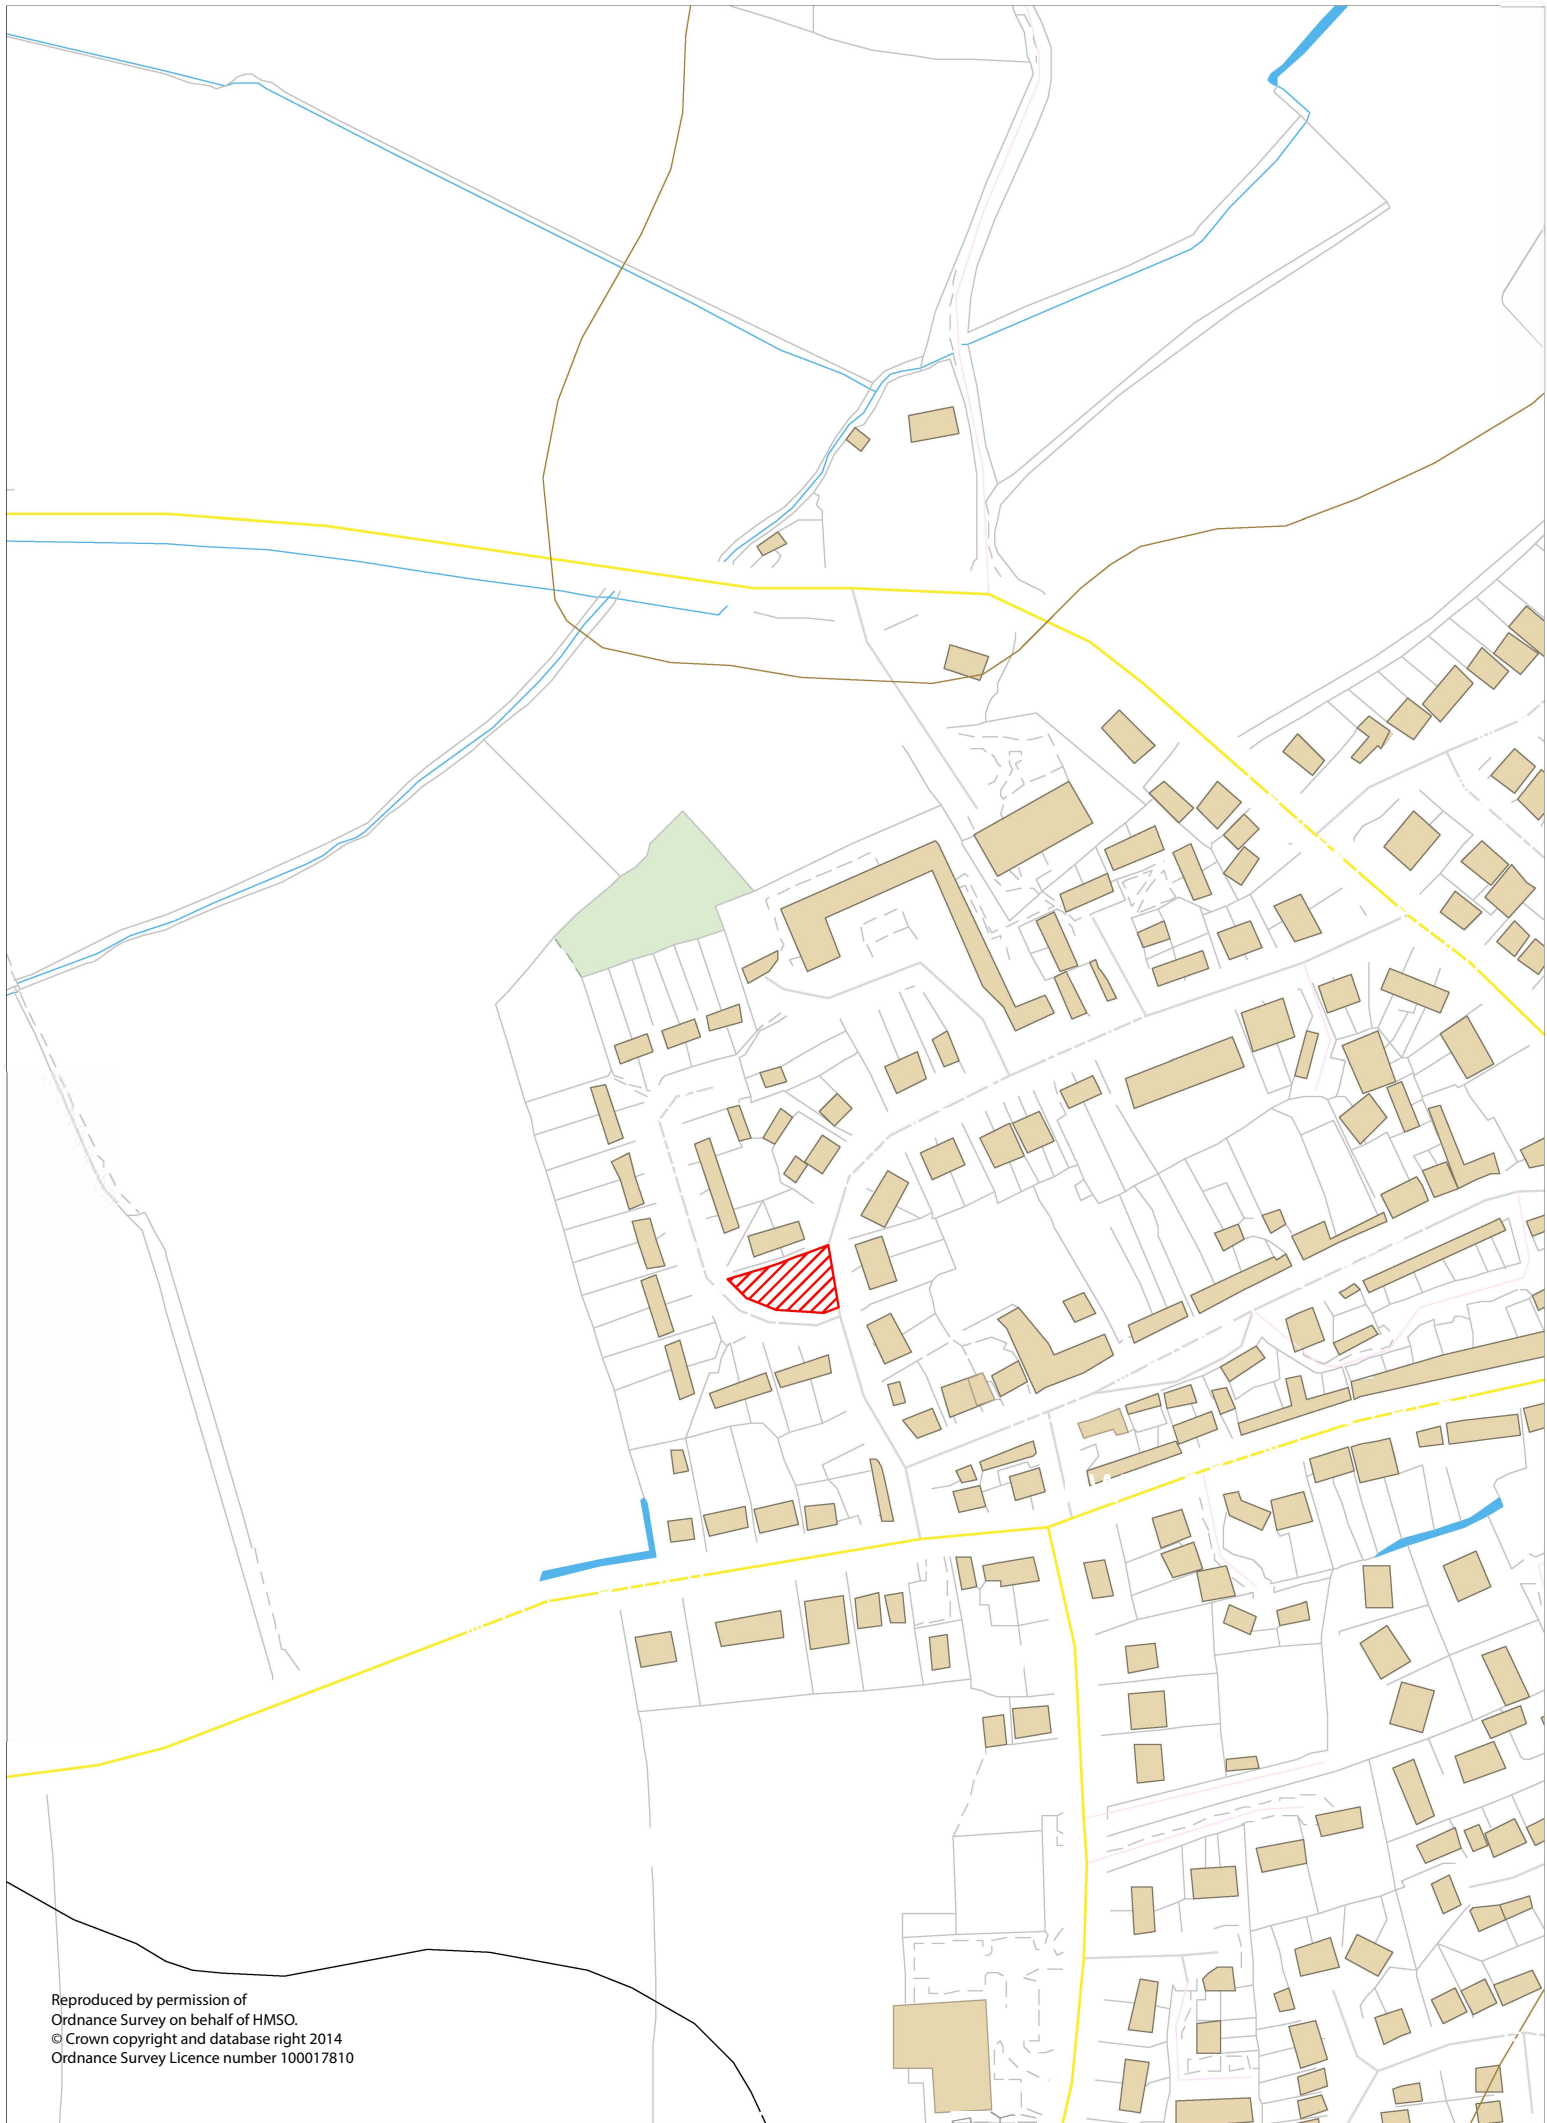 Reproduced by permission of
Ordnance Survey on behalf of HMSO.
© Crown copyright and database right 2014
Ordnance Survey Licence number 100017810